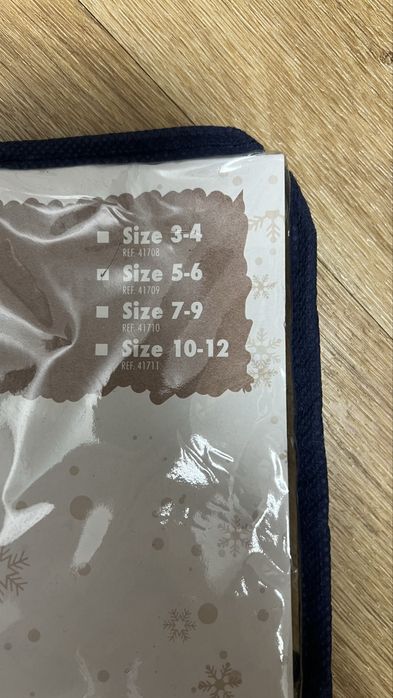 Size 3-4
REF. 41708
Size 5-6
REF. 41709
Size 7-9
REF. 41710
Size 10-12
REF. 41711